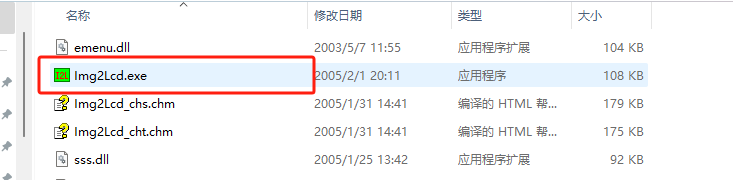 名称 修改日期 类型 大小
emenu.dll 2003/5/7 11:55 应用程序扩展 104 KB
I2L Img2Lcd.exe 2005/2/1 20:11 应用程序 108 KB
Img2Lcd_chs.chm 2005/1/31 14:41 编译的 HTML 帮... 179 KB
Img2Lcd_cht.chm 2005/1/31 14:41 编译的 HTML 帮... 175 KB
sss.dll 2005/1/25 13:42 应用程序扩展 92 KB